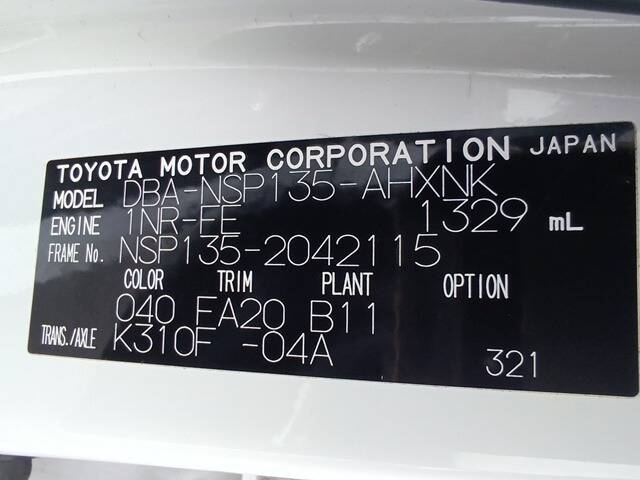 TOYOTA MOTOR CORPORATION JAPAN
MODEL DBA-NSP135-AHXNK
ENGINE 1NR-FE 1329 mL
FRAME No. NSP135-2042115
COLOR TRIM PLANT OPTION
040 FA20 B11
TRANS./AXLE K310F -04A
321